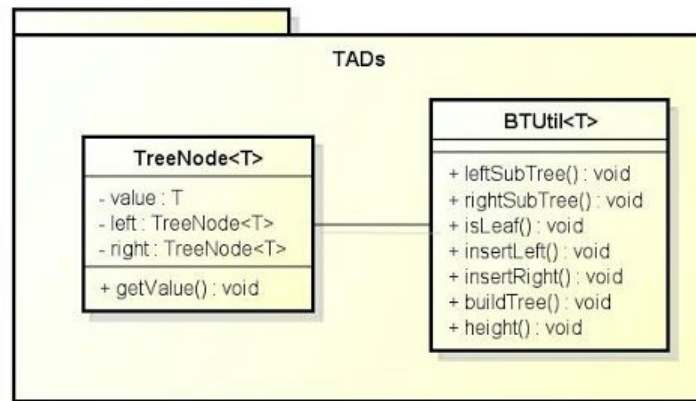 TADs
TreeNode<T>
- value : T
- left : TreeNode<T>
- right : TreeNode<T>
+ getValue() : void
BTUtil<T>
+ leftSubTree() : void
+ rightSubTree() : void
+ isLeaf() : void
+ insertLeft() : void
+ insertRight() : void
+ buildTree() : void
+ height() : void